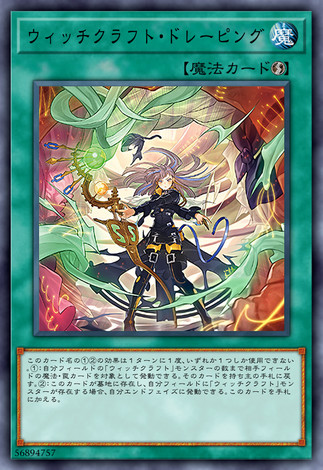 ウィッチクラフト・ドレーピング
魔
【魔法カード】
このカード名の①②の効果は1ターンに1度、いずれか1つしか使用できない。①:自分フィールドの「ウィッチクラフト」モンスターの数まで相手フィールドの魔法・罠カードを対象として発動できる。そのカードを持ち主の手札に戻す。②:このカードが墓地に存在し、自分フィールドに「ウィッチクラフト」モンスターが存在する場合、自分エンドフェイズに発動できる。このカードを手札に加える。
56894757